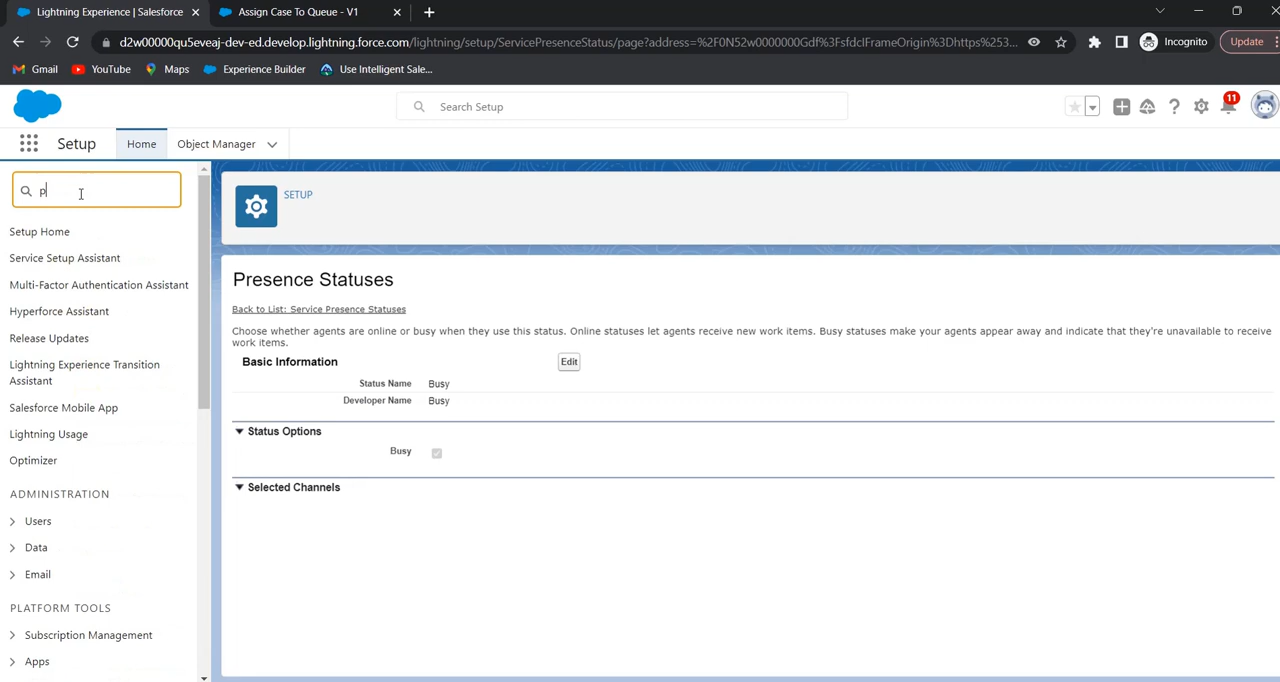 Lightning Experience | Salesforce
Assign Case To Queue - V1
d2w00000qu5eveaj-dev-ed.develop.lightning.force.com/lightning/setup/ServicePresenceStatus/page?address=%2F0N52w0000000Gdf%3FsfdcIFrameOrigin%3Dhttps%253...
Incognito
Update
Gmail
YouTube
Maps
Experience Builder
Use Intelligent Sale...
Search Setup
11
Setup
Home
Object Manager
p
SETUP
Setup Home
Service Setup Assistant
Multi-Factor Authentication Assistant
Hyperforce Assistant
Release Updates
Lightning Experience Transition
Assistant
Salesforce Mobile App
Lightning Usage
Optimizer
ADMINISTRATION
Users
Data
Email
PLATFORM TOOLS
Subscription Management
Apps
Presence Statuses
Back to List: Service Presence Statuses
Choose whether agents are online or busy when they use this status. Online statuses let agents receive new work items. Busy statuses make your agents appear away and indicate that they're unavailable to receive
work items.
Basic Information
Edit
Status Name Busy
Developer Name Busy
Status Options
Busy
Selected Channels